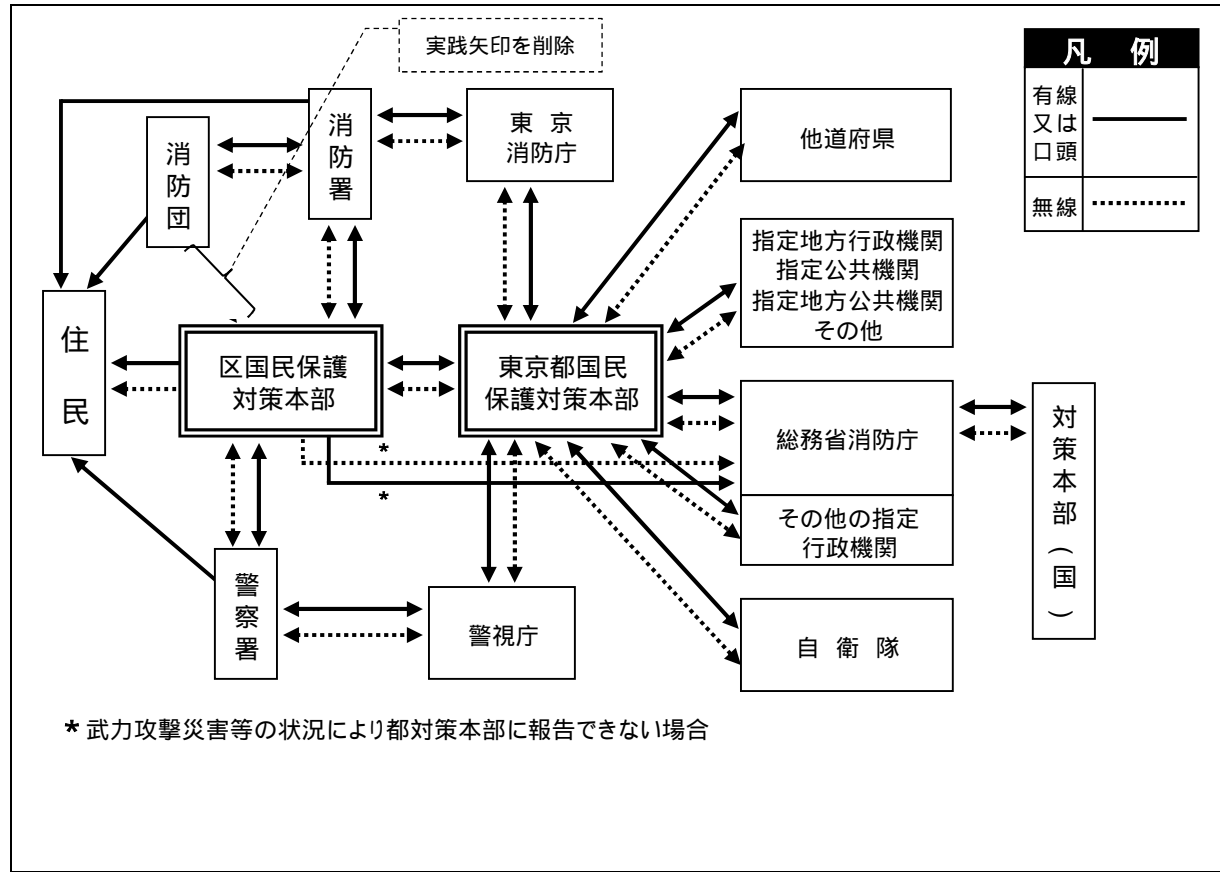 実践矢印を削除
凡 例
有線
又は
口頭
無線
消防署
東 京
消防庁
他道府県
消防団
指定地方行政機関
指定公共機関
指定地方公共機関
その他
住民
区国民保護
対策本部
東京都国民
保護対策本部
総務省消防庁
対策本部(国)
*
*
その他の指定
行政機関
警察署
警視庁
自 衛 隊
* 武力攻撃災害等の状況により都対策本部に報告できない場合